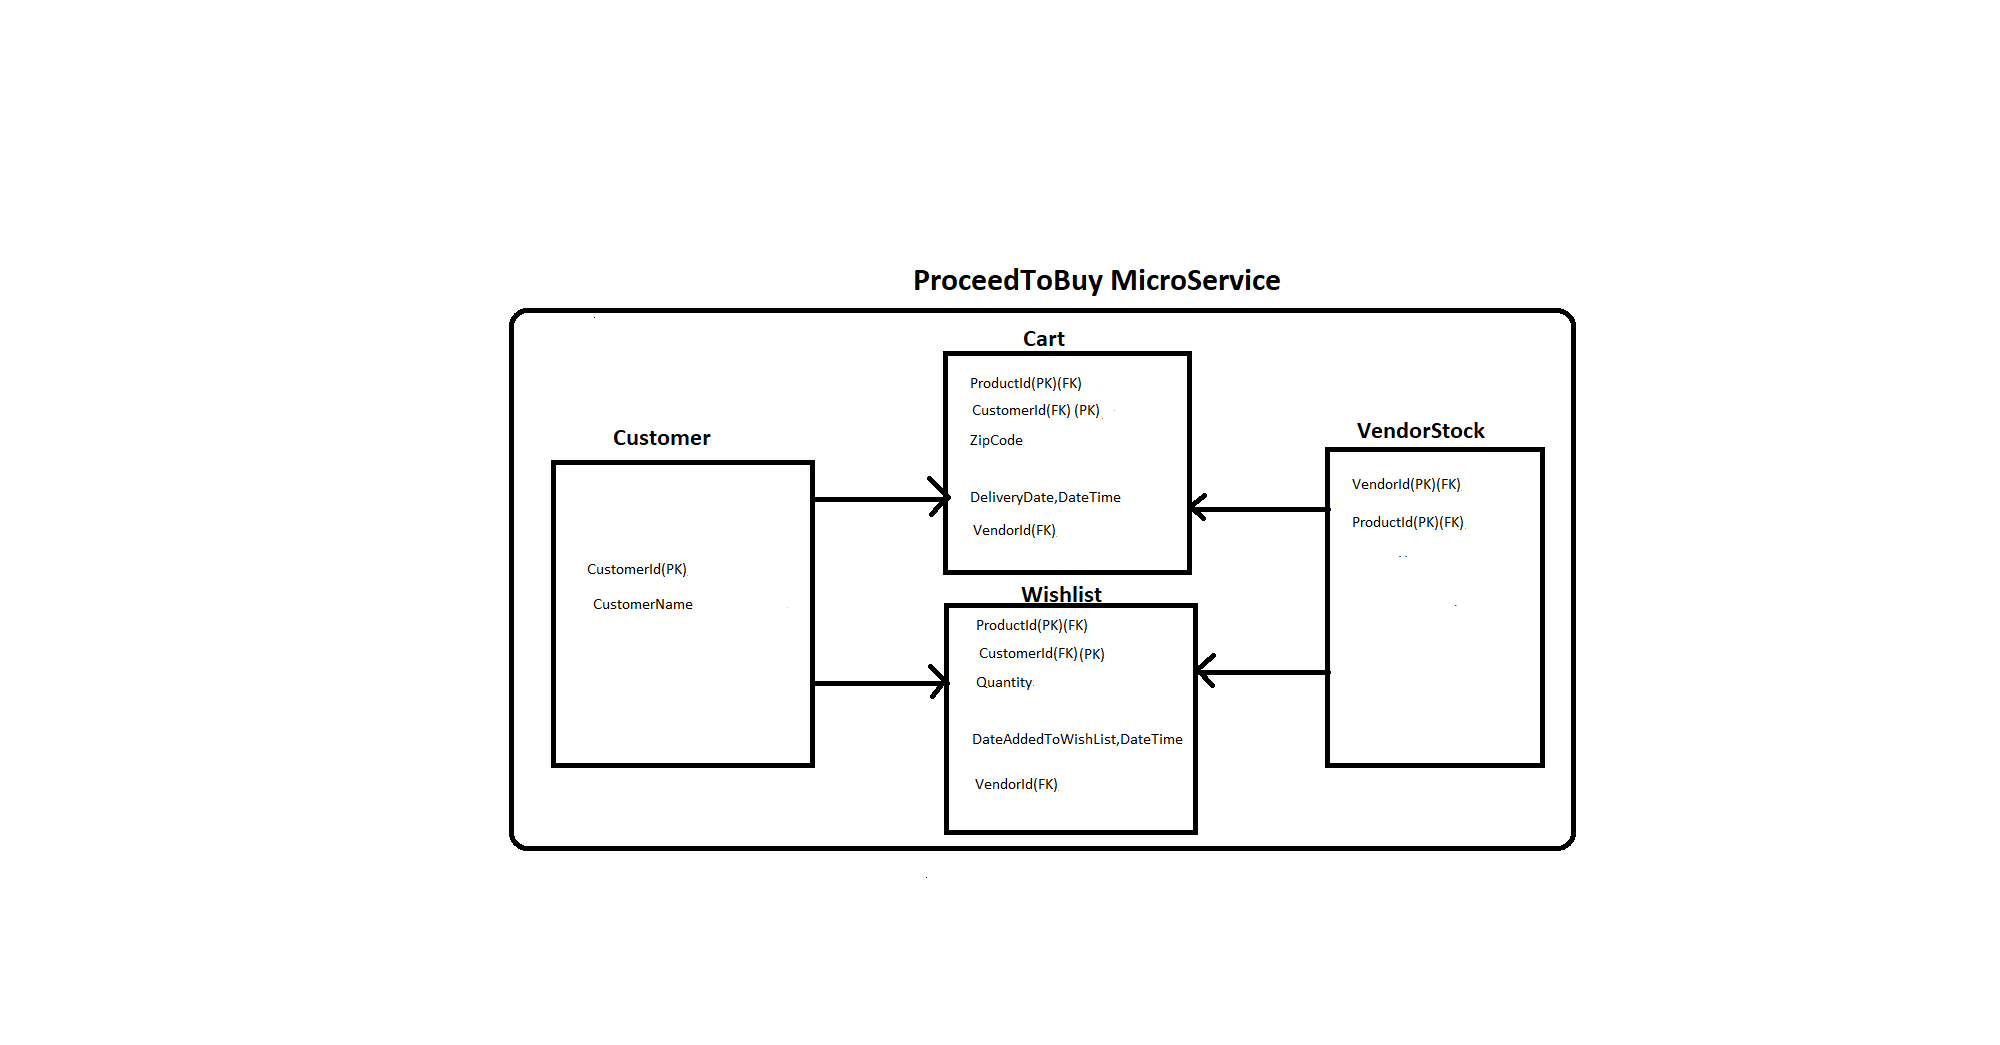 ProceedToBuy MicroService
Cart
ProductId(PK)(FK)
CustomerId(FK) (PK)
ZipCode
DeliveryDate,DateTime
VendorId(FK)
Customer
CustomerId(PK)
CustomerName
VendorStock
VendorId(PK)(FK)
ProductId(PK)(FK)
Wishlist
ProductId(PK)(FK)
CustomerId(FK) (PK)
Quantity
DateAddedToWishList,DateTime
VendorId(FK)